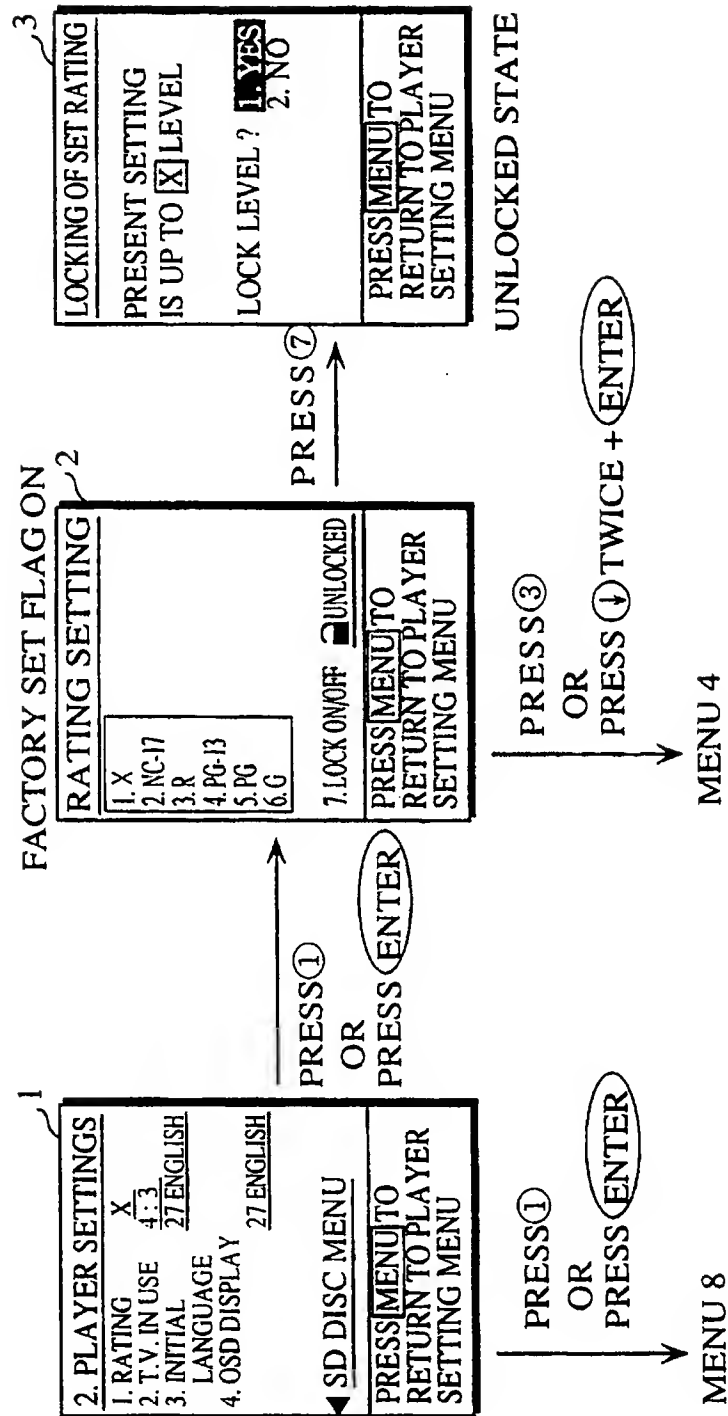 FACTORY SET FLAG ON
1
2. PLAYER SETTINGS
1. RATING X
2. T.V. IN USE 4 : 3
3. INITIAL 27 ENGLISH
LANGUAGE
4. OSD DISPLAY
27 ENGLISH
◀ SD DISC MENU
PRESS MENU TO
RETURN TO PLAYER
SETTING MENU
PRESS ①
OR
PRESS ENTER
MENU 8
PRESS ①
OR
PRESS ENTER
2
RATING SETTING
1. X
2. NC-17
3. R
4. PG-13
5. PG
6. G
7. LOCK ON/OFF UNLOCKED
PRESS MENU TO
RETURN TO PLAYER
SETTING MENU
PRESS ③
OR
PRESS ↓ TWICE + ENTER
MENU 4
PRESS ⑦
3
LOCKING OF SET RATING
PRESENT SETTING
IS UP TO X LEVEL
LOCK LEVEL ? 1. YES
2. NO
PRESS MENU TO
RETURN TO PLAYER
SETTING MENU
UNLOCKED STATE